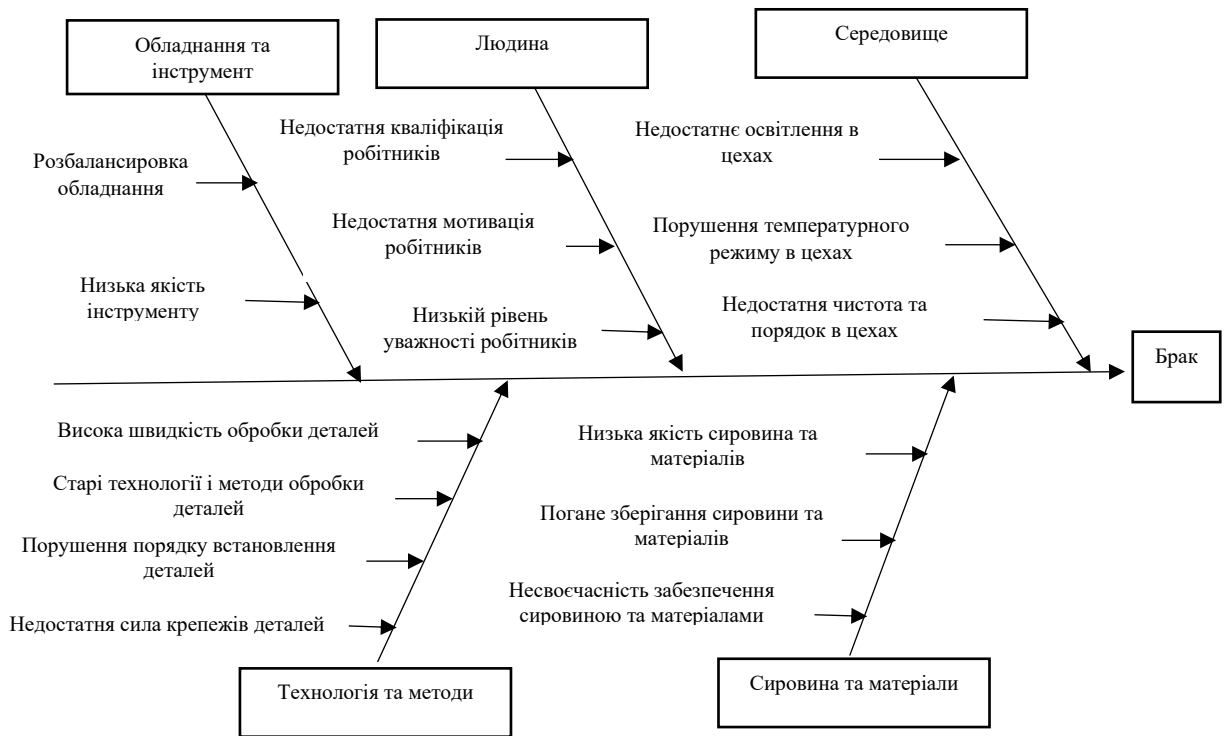 Обладнання та
інструмент
Людина
Середовище
Недостатня кваліфікація
робітників
Недостатнє освітлення в
цехах
Розбалансировка
обладнання
Недостатня мотивація
робітників
Порушення температурного
режиму в цехах
Низька якість
інструменту
Низькій рівень
уважності робітників
Недостатня чистота та
порядок в цехах
Брак
Висока швидкість обробки деталей
Старі технології і методи обробки
деталей
Порушення порядку встановлення
деталей
Недостатня сила крепежів деталей
Низька якість сировина та
матеріалів
Погане зберігання сировини та
матеріалів
Несвоєчасність забезпечення
сировиною та матеріалами
Технологія та методи
Сировина та матеріали